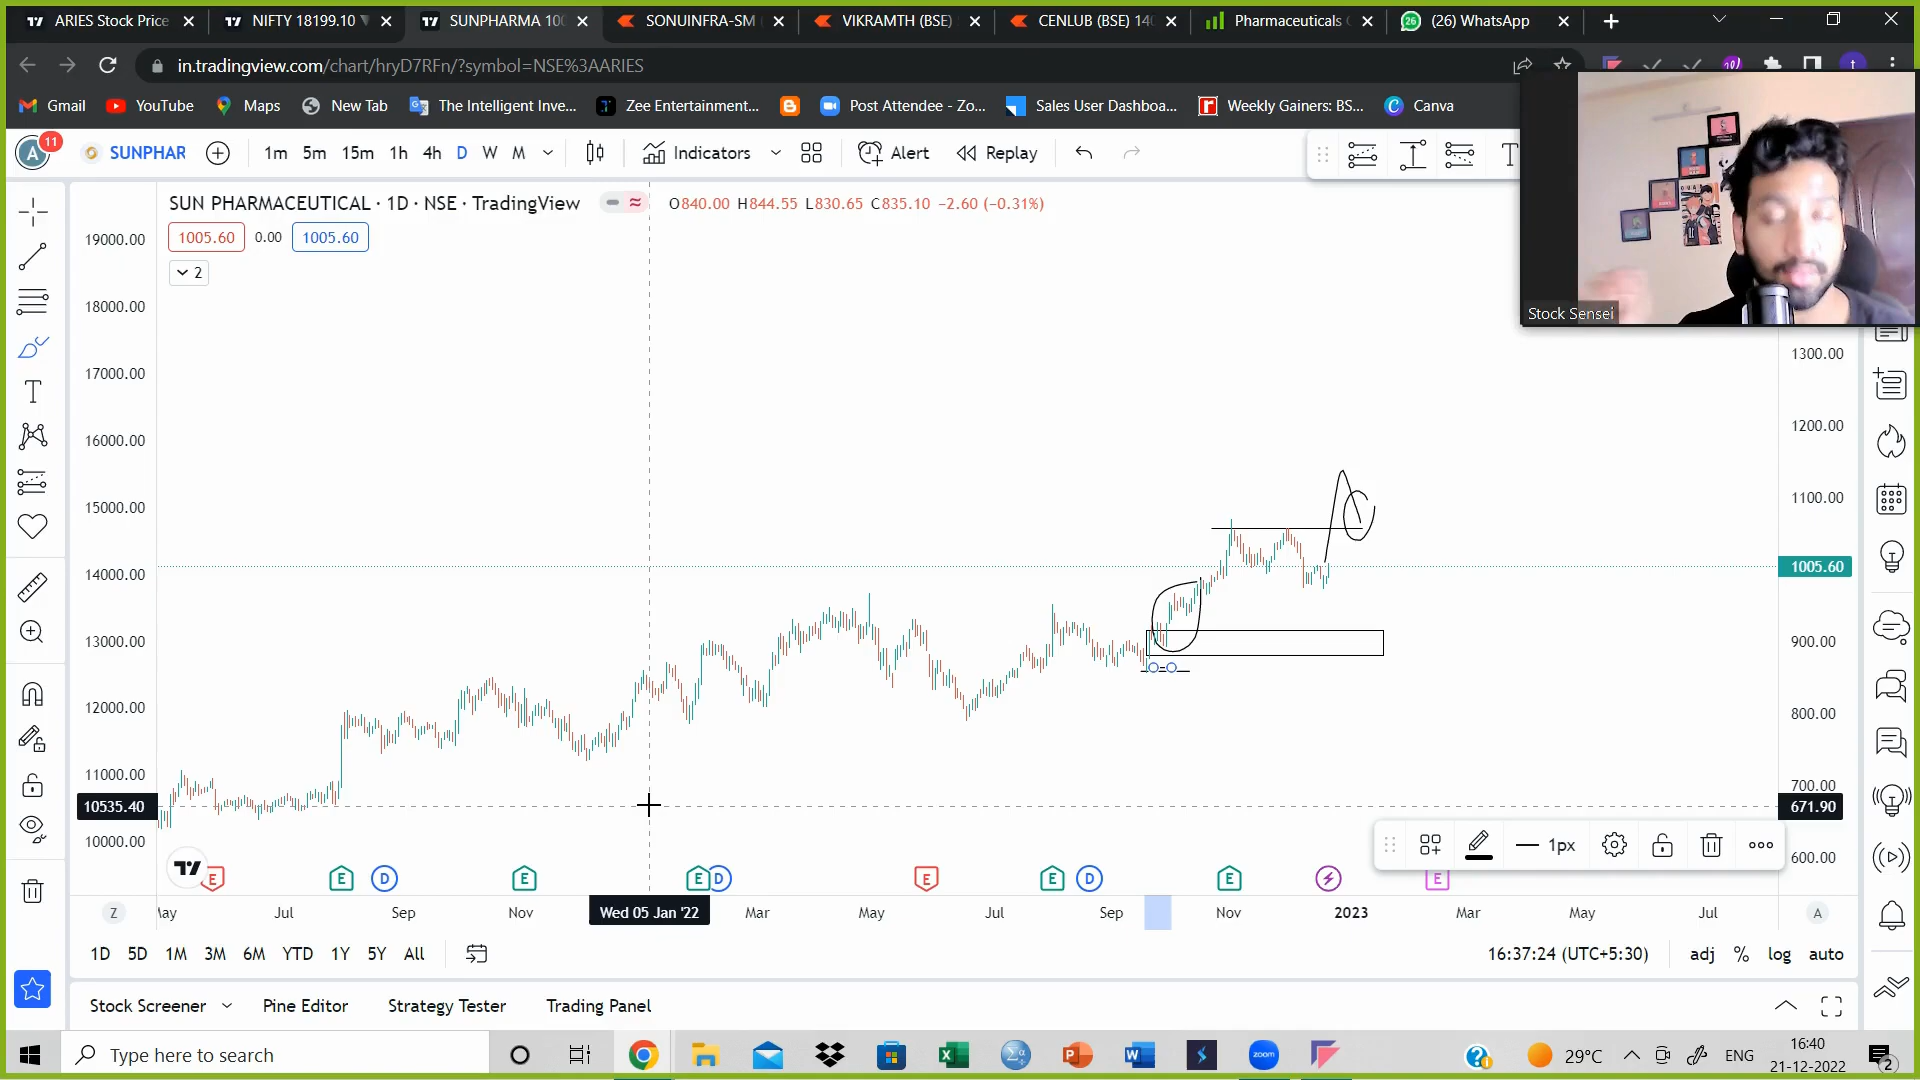 ARIES Stock Price
NIFTY 18199.10
SUNPHARMA 100
SONUINFRA-SM
VIKRAMTH (BSE)
CENLUB (BSE) 140
Pharmaceuticals
26 (26) WhatsApp
in.tradingview.com/chart/hryD7RFn/?symbol=NSE%3AARIES
Gmail YouTube Maps New Tab The Intelligent Inve... Zee Entertainment... Post Attendee - Zo... Sales User Dashboa... Weekly Gainers: BS... Canva
A 11 SUNPHAR 1m 5m 15m 1h 4h D W M Indicators Alert Replay
SUN PHARMACEUTICAL · 1D · NSE · TradingView O840.00 H844.55 L830.65 C835.10 −2.60 (−0.31%)
1005.60 0.00 1005.60
2
Stock Sensei
19000.00
18000.00
17000.00
16000.00
15000.00
14000.00
13000.00
12000.00
11000.00
10535.40
10000.00
1300.00
1200.00
1100.00
1005.60
900.00
800.00
700.00
671.90
600.00
1px
E E D E E D E E D E E
Z May Jul Sep Nov Wed 05 Jan '22 Mar May Jul Sep Nov 2023 Mar May Jul A
1D 5D 1M 3M 6M YTD 1Y 5Y All 16:37:24 (UTC+5:30) adj % log auto
Stock Screener Pine Editor Strategy Tester Trading Panel
Type here to search
zoom
29°C ENG 16:40
21-12-2022
2